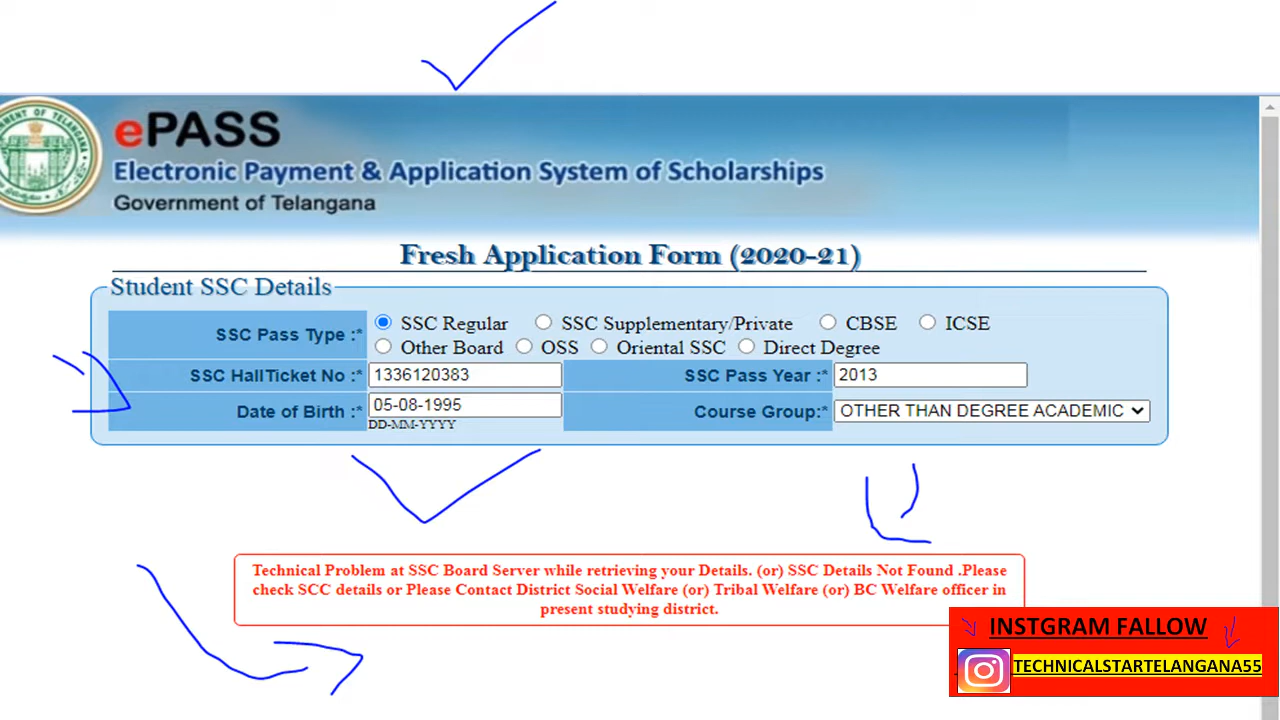 ePASS
Electronic Payment & Application System of Scholarships
Government of Telangana
Fresh Application Form (2020-21)
Student SSC Details
SSC Pass Type :* SSC Regular SSC Supplementary/Private CBSE ICSE
Other Board OSS Oriental SSC Direct Degree
SSC HallTicket No :* 1336120383 SSC Pass Year :* 2013
Date of Birth :* 05-08-1995 Course Group:* OTHER THAN DEGREE ACADEMIC
DD-MM-YYYY
Technical Problem at SSC Board Server while retrieving your Details. (or) SSC Details Not Found .Please
check SCC details or Please Contact District Social Welfare (or) Tribal Welfare (or) BC Welfare officer in
present studying district.
INSTGRAM FALLOW
TECHNICALSTARTELANGANA55